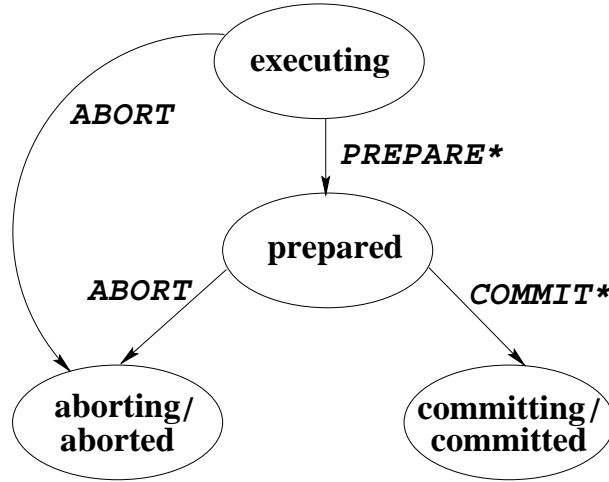 executing
ABORT
PREPARE*
prepared
ABORT
COMMIT*
aborting/
aborted
committing/
committed